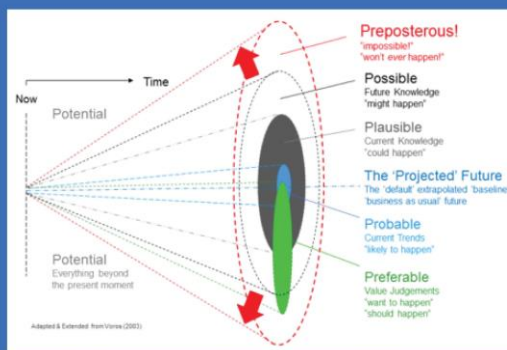 Time
Now
Potential
Potential
Everything beyond
the present moment
Adapted & Extended from Voros (2003)
Preposterous!
"impossible!"
"won't ever happen!"
Possible
Future Knowledge
"might happen"
Plausible
Current Knowledge
"could happen"
The 'Projected' Future
The 'default' extrapolated 'baseline'
'business as usual' future
Probable
Current Trends
"likely to happen"
Preferable
Value Judgements
"want to happen"
"should happen"